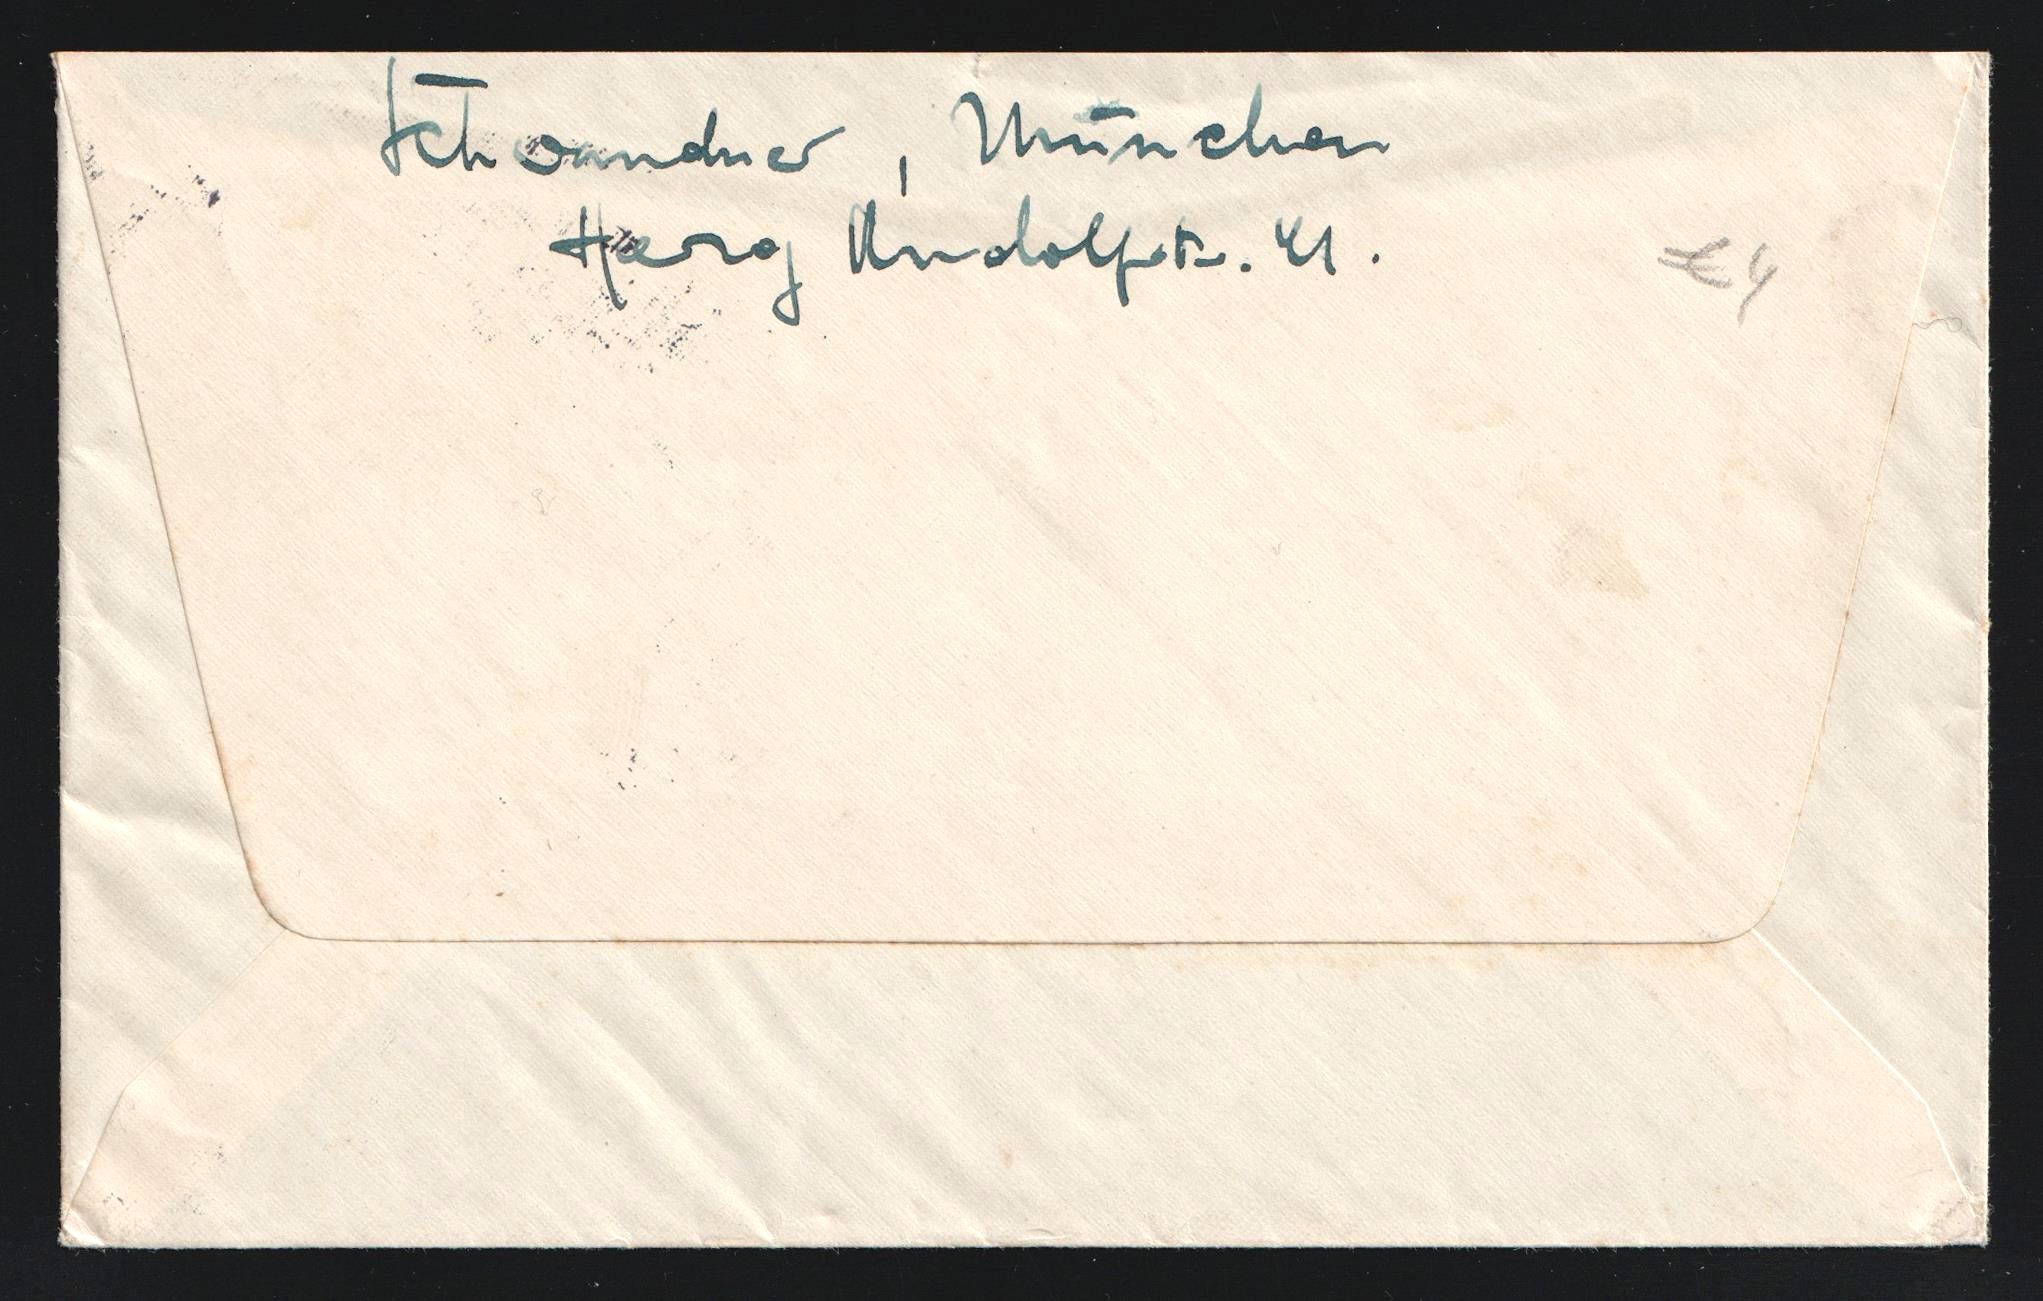 Schwandner, München
Herzog Rudolfstr. 41.